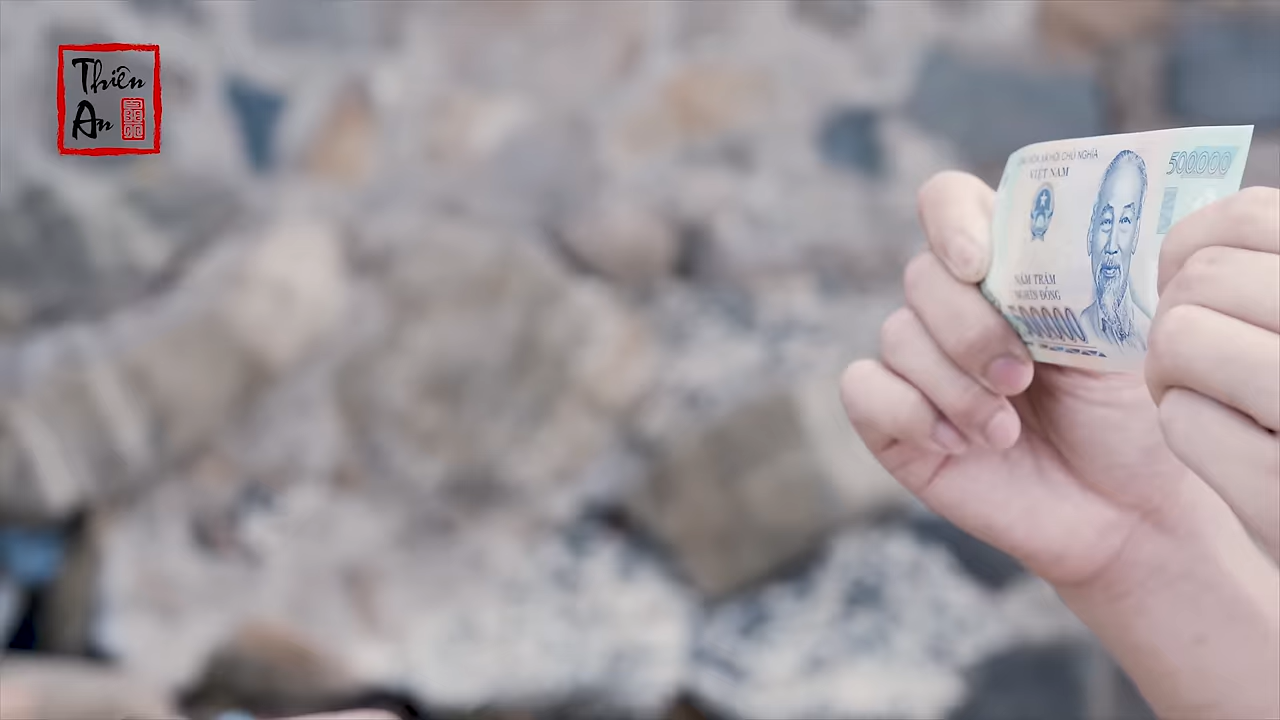 Thiên
An
CỘNG HÒA XÃ HỘI CHỦ NGHĨA
VIỆT NAM
500000
NĂM TRĂM
NGHÌN ĐỒNG
500000